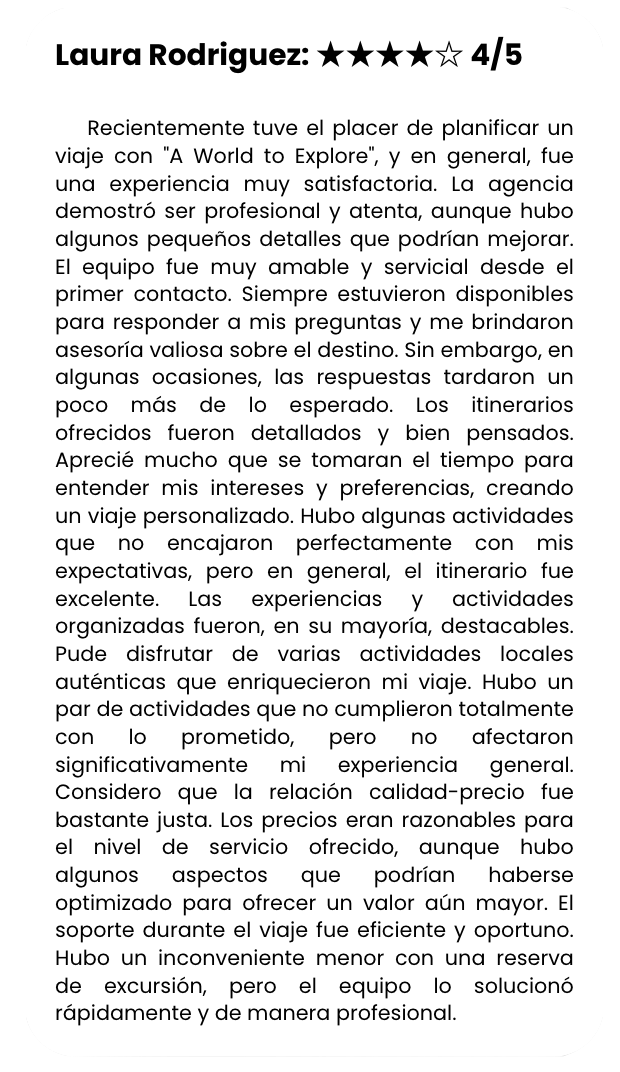 Laura Rodriguez: ★★★★☆ 4/5
Recientemente tuve el placer de planificar un
viaje con "A World to Explore", y en general, fue
una experiencia muy satisfactoria. La agencia
demostró ser profesional y atenta, aunque hubo
algunos pequeños detalles que podrían mejorar.
El equipo fue muy amable y servicial desde el
primer contacto. Siempre estuvieron disponibles
para responder a mis preguntas y me brindaron
asesoría valiosa sobre el destino. Sin embargo, en
algunas ocasiones, las respuestas tardaron un
poco más de lo esperado. Los itinerarios
ofrecidos fueron detallados y bien pensados.
Aprecié mucho que se tomaran el tiempo para
entender mis intereses y preferencias, creando
un viaje personalizado. Hubo algunas actividades
que no encajaron perfectamente con mis
expectativas, pero en general, el itinerario fue
excelente. Las experiencias y actividades
organizadas fueron, en su mayoría, destacables.
Pude disfrutar de varias actividades locales
auténticas que enriquecieron mi viaje. Hubo un
par de actividades que no cumplieron totalmente
con lo prometido, pero no afectaron
significativamente mi experiencia general.
Considero que la relación calidad-precio fue
bastante justa. Los precios eran razonables para
el nivel de servicio ofrecido, aunque hubo
algunos aspectos que podrían haberse
optimizado para ofrecer un valor aún mayor. El
soporte durante el viaje fue eficiente y oportuno.
Hubo un inconveniente menor con una reserva
de excursión, pero el equipo lo solucionó
rápidamente y de manera profesional.